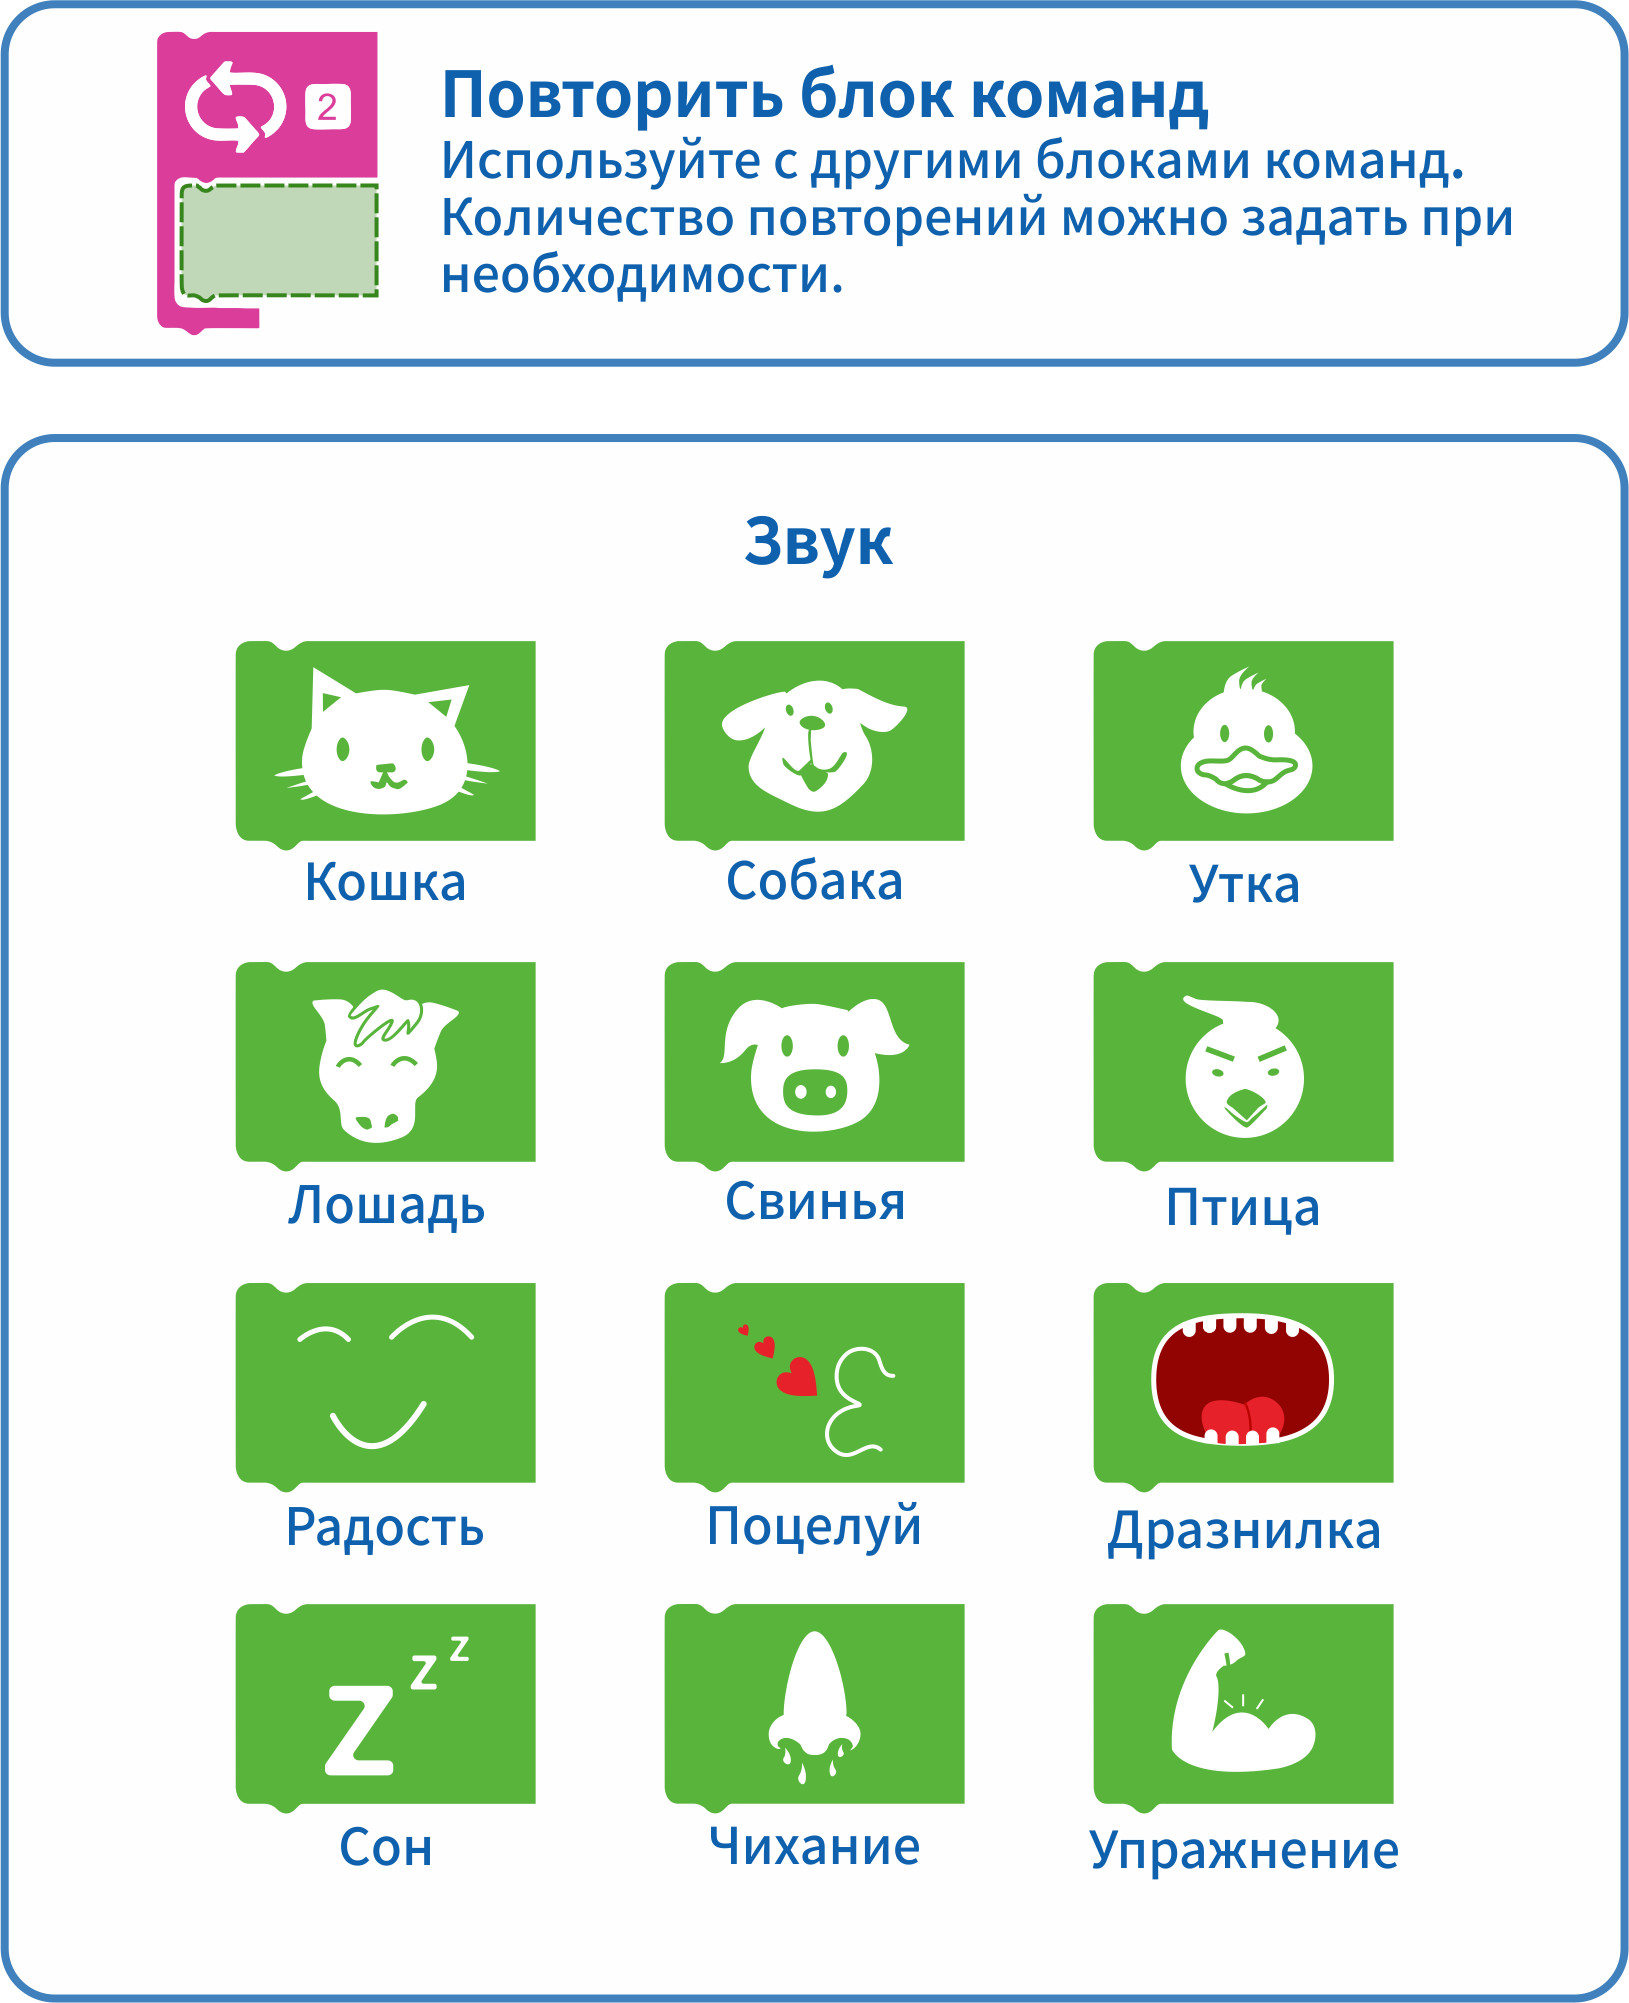 2
Повторить блок команд
Используйте с другими блоками команд.
Количество повторений можно задать при
необходимости.
Звук
Кошка
Собака
Утка
Лошадь
Свинья
Птица
Радость
Поцелуй
Дразнилка
z z z
Сон
Чихание
Упражнение